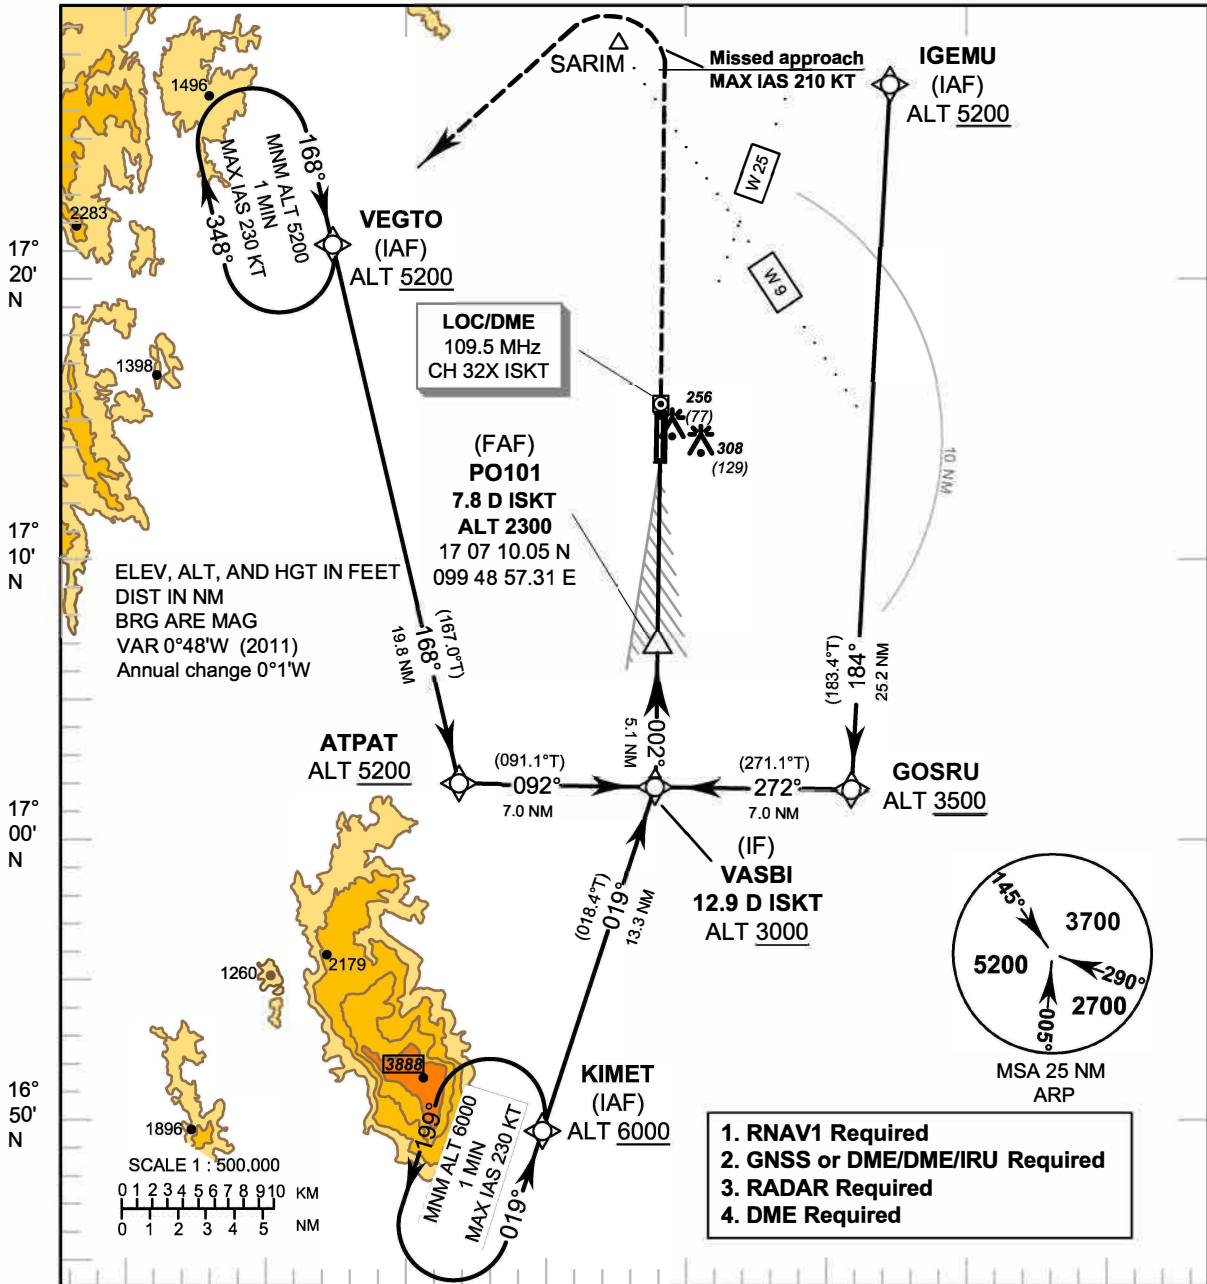 SARIM
Missed approach
MAX IAS 210 KT
IGEMU
(IAF)
ALT 5200
1496
168°
MNM ALT 5200
1 MIN
MAX IAS 230 KT
348°
W 25
2283
VEGTO
(IAF)
ALT 5200
17°
20'
N
W 9
LOC/DME
109.5 MHz
CH 32X ISKT
1398
256
(77)
308
(129)
10 NM
(FAF)
PO101
7.8 D ISKT
ALT 2300
17 07 10.05 N
099 48 57.31 E
17°
10'
N
ELEV, ALT, AND HGT IN FEET
DIST IN NM
BRG ARE MAG
VAR 0°48'W (2011)
Annual change 0°1'W
(167.0°T)
168°
19.8 NM
(183.4°T)
184°
25.2 NM
5.1 NM
002°
ATPAT
ALT 5200
(091.1°T)
092°
7.0 NM
(271.1°T)
272°
7.0 NM
GOSRU
ALT 3500
17°
00'
N
(IF)
VASBI
12.9 D ISKT
ALT 3000
(018.4°T)
019°
13.3 NM
145°
3700
5200
290°
2700
005°
MSA 25 NM
ARP
2179
1260
3888
16°
50'
N
KIMET
(IAF)
ALT 6000
199°
MNM ALT 6000
1 MIN
MAX IAS 230 KT
019°
1896
SCALE 1 : 500.000
0 1 2 3 4 5 6 7 8 9 10 KM
0 1 2 3 4 5 NM
1. RNAV1 Required
2. GNSS or DME/DME/IRU Required
3. RADAR Required
4. DME Required